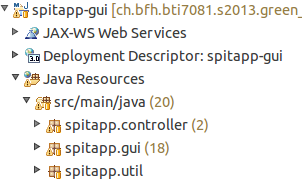 spitapp-gui [ch.bfh.bti7081.s2013.green_
JAX-WS Web Services
Deployment Descriptor: spitapp-gui
Java Resources
src/main/java (20)
spitapp.controller (2)
spitapp.gui (18)
spitapp.util